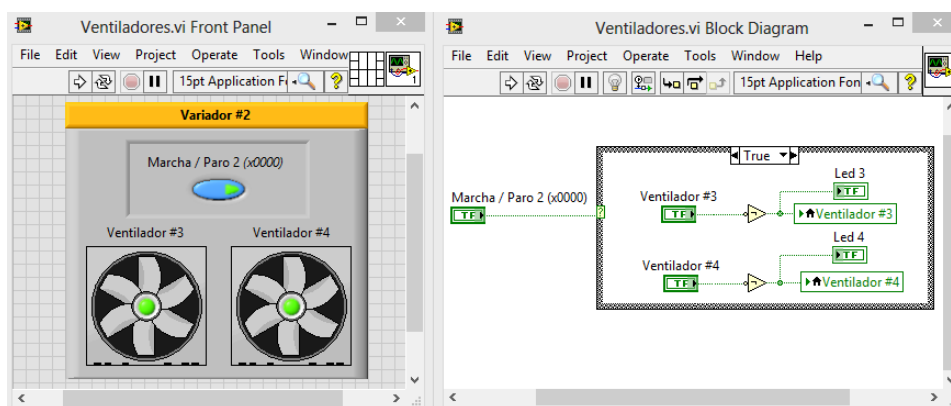 Ventiladores.vi Front Panel
File Edit View Project Operate Tools Window
15pt Application Fo
1
Variador #2
Marcha / Paro 2 (x0000)
Ventilador #3 Ventilador #4
Ventiladores.vi Block Diagram
File Edit View Project Operate Tools Window Help
15pt Application Fon
True
Marcha / Paro 2 (x0000)
TF
?
Ventilador #3
TF
Led 3
TF
Ventilador #3
Ventilador #4
TF
Led 4
TF
Ventilador #4